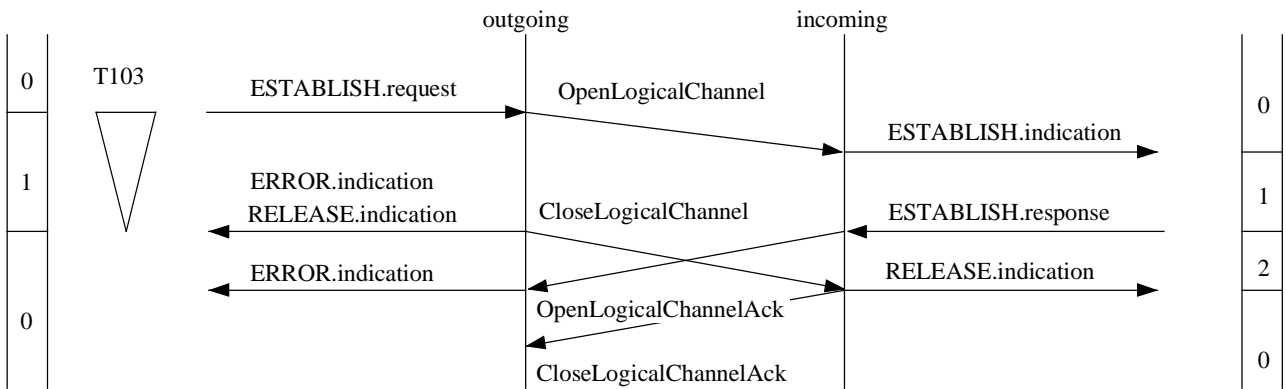 outgoing incoming
0 T103 ESTABLISH.request OpenLogicalChannel 0
ESTABLISH.indication
1 ERROR.indication 1
RELEASE.indication CloseLogicalChannel ESTABLISH.response
ERROR.indication RELEASE.indication 2
0 OpenLogicalChannelAck
CloseLogicalChannelAck 0